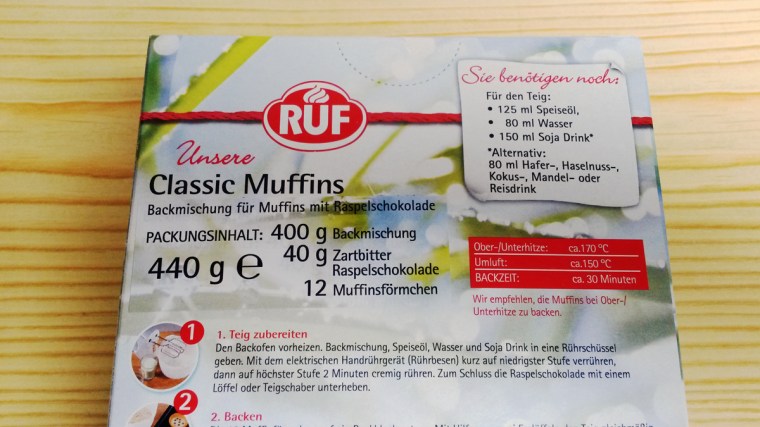 RUF
Sie benötigen noch:
Für den Teig:
• 125 ml Speiseöl,
• 80 ml Wasser
• 150 ml Soja Drink*
*Alternativ:
80 ml Hafer-, Haselnuss-,
Kokus-, Mandel- oder
Reisdrink
Unsere
Classic Muffins
Backmischung für Muffins mit Raspelschokolade
PACKUNGSINHALT: 400 g Backmischung
440 g e 40 g Zartbitter
Raspelschokolade
12 Muffinsförmchen
Ober-/Unterhitze: ca.170 °C
Umluft: ca.150 °C
BACKZEIT: ca. 30 Minuten
Wir empfehlen, die Muffins bei Ober-/
Unterhitze zu backen.
1
1. Teig zubereiten
Den Backofen vorheizen. Backmischung, Speiseöl, Wasser und Soja Drink in eine Rührschüssel
geben. Mit dem elektrischen Handrührgerät (Rührbesen) kurz auf niedrigster Stufe verrühren,
dann auf höchster Stufe 2 Minuten cremig rühren. Zum Schluss die Raspelschokolade mit einem
Löffel oder Teigschaber unterheben.
2
2. Backen